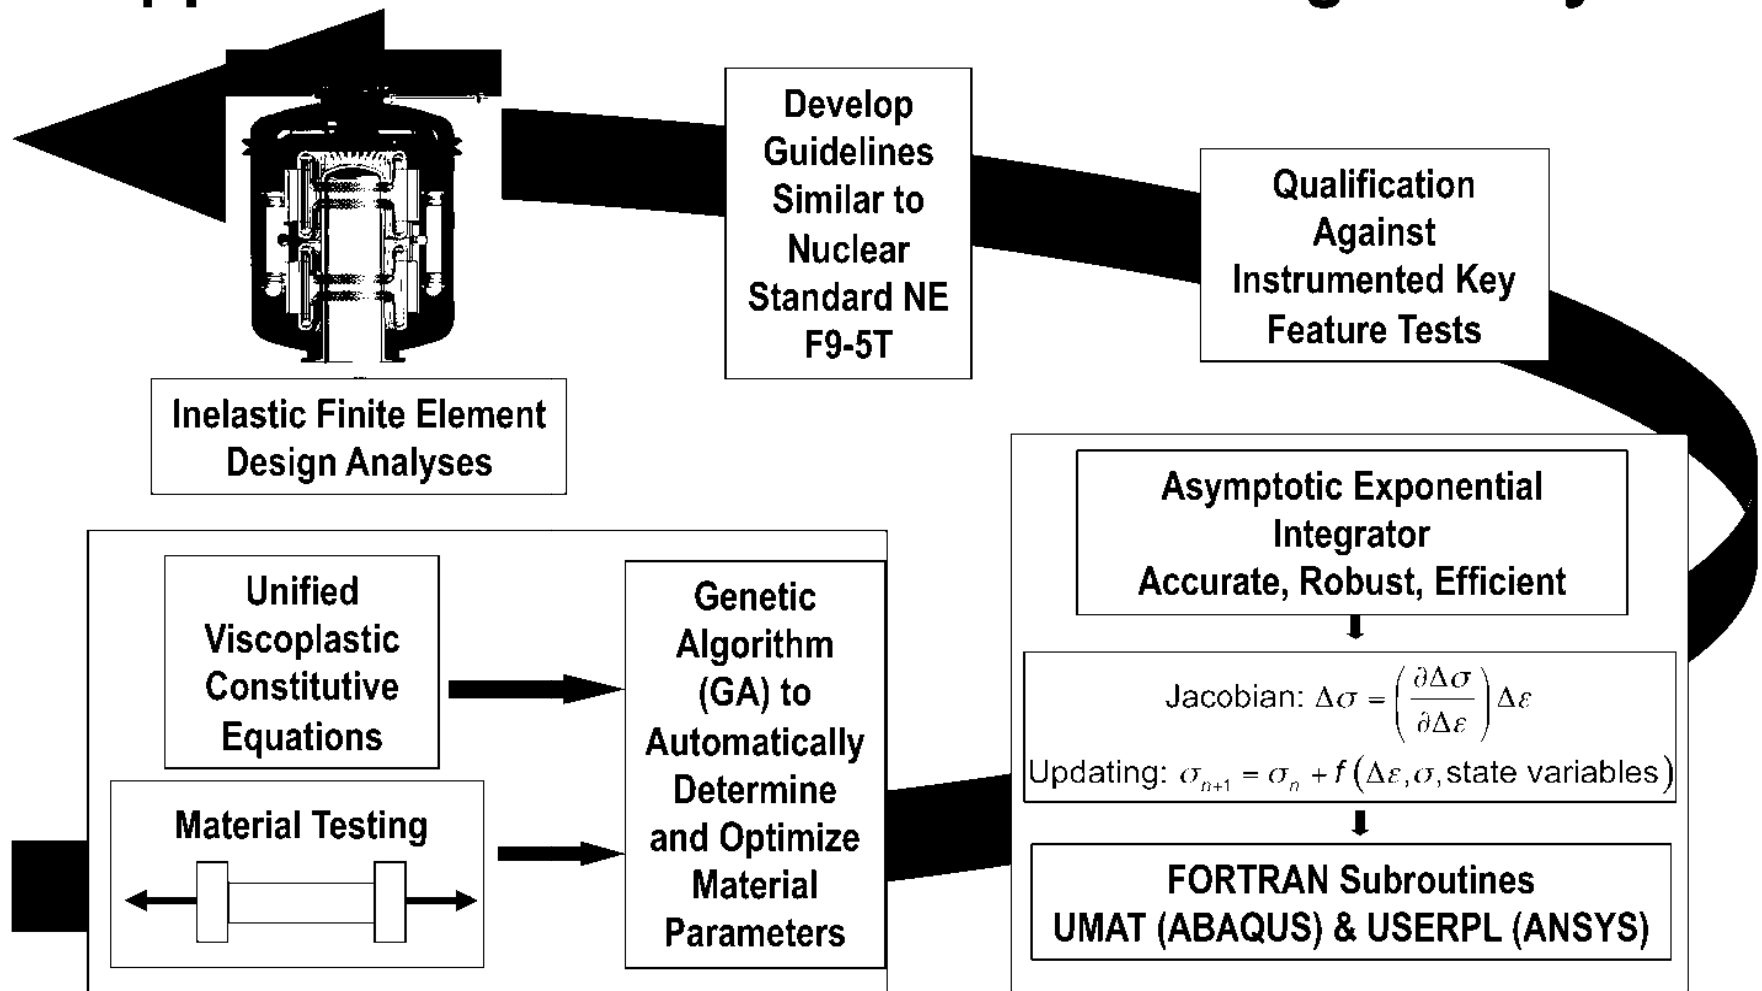 Develop
Guidelines
Similar to
Nuclear
Standard NE
F9-5T
Qualification
Against
Instrumented Key
Feature Tests
Inelastic Finite Element
Design Analyses
Asymptotic Exponential
Integrator
Accurate, Robust, Efficient
Jacobian: Δσ = (∂Δσ/∂Δε) Δε
Updating: σₙ₊₁ = σₙ + f (Δε, σ, state variables)
FORTRAN Subroutines
UMAT (ABAQUS) & USERPL (ANSYS)
Unified
Viscoplastic
Constitutive
Equations
Material Testing
Genetic
Algorithm
(GA) to
Automatically
Determine
and Optimize
Material
Parameters